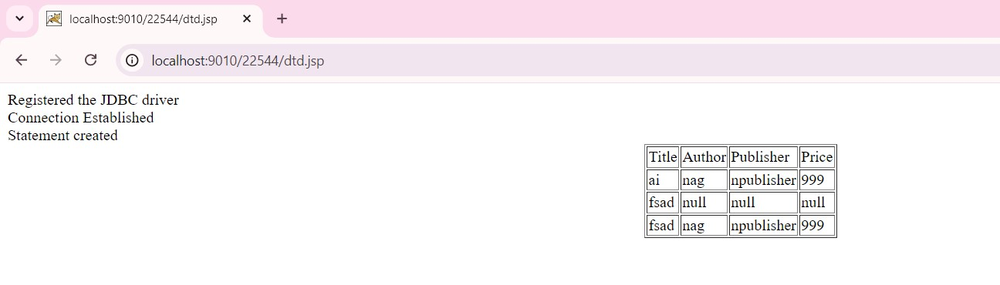 localhost:9010/22544/dtd.jsp
localhost:9010/22544/dtd.jsp
Registered the JDBC driver
Connection Established
Statement created
Title Author Publisher Price
ai nag npublisher 999
fsad null null null
fsad nag npublisher 999